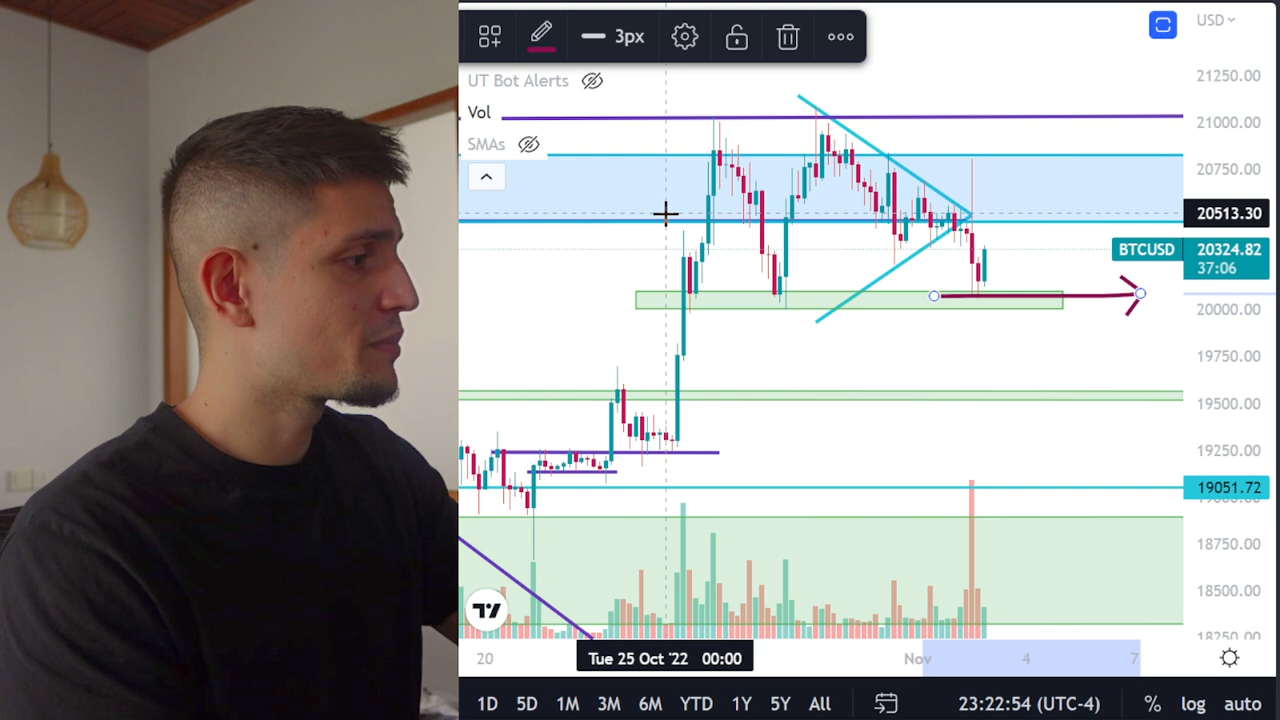 3px
USD
UT Bot Alerts
Vol
SMAs
21250.00
21000.00
20750.00
20513.30
BTCUSD
20324.82
37:06
20000.00
19750.00
19500.00
19250.00
19051.72
18750.00
18500.00
18250.00
20
Tue 25 Oct '22 00:00
Nov
4
7
1D 5D 1M 3M 6M YTD 1Y 5Y All
23:22:54 (UTC-4)
% log auto